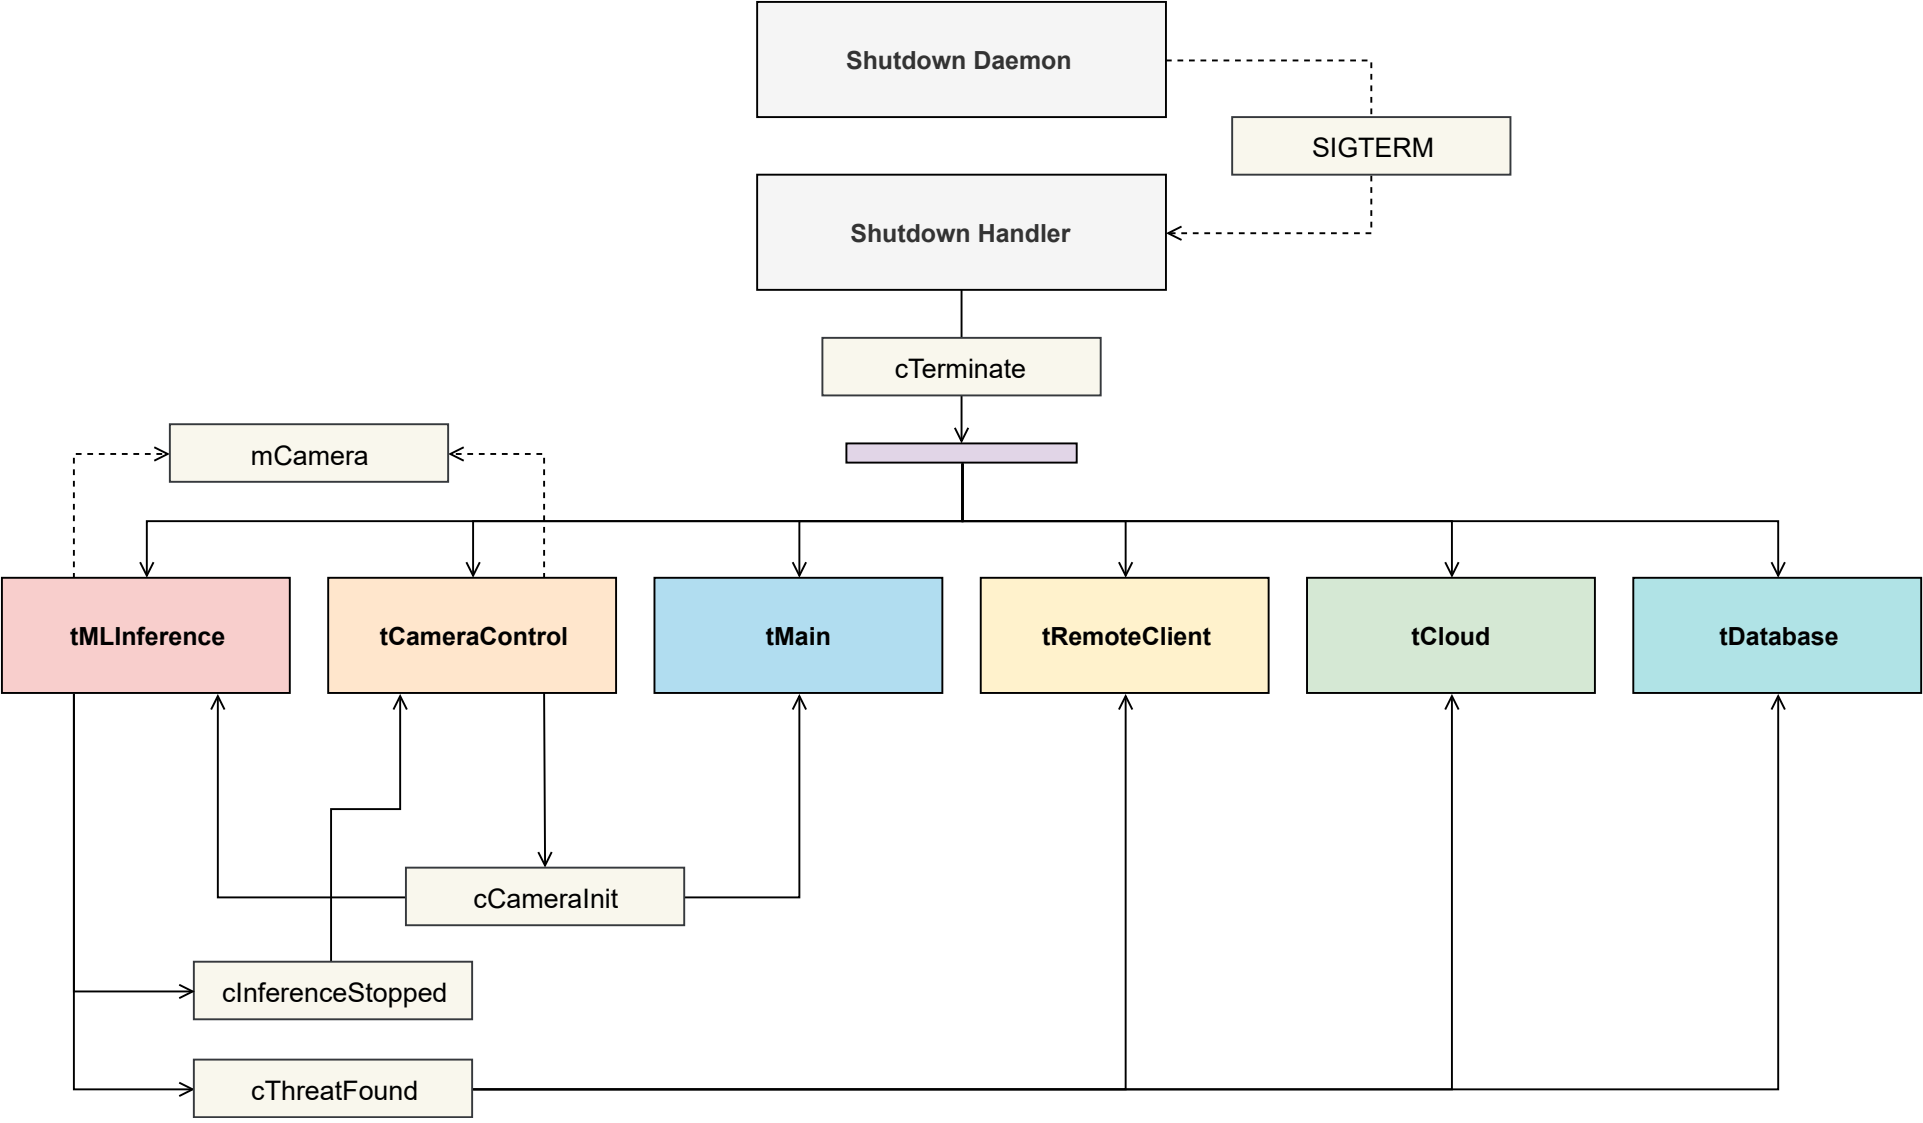 Shutdown Daemon
SIGTERM
Shutdown Handler
cTerminate
mCamera
tMLInference
tCameraControl
tMain
tRemoteClient
tCloud
tDatabase
cCameraInit
cInferenceStopped
cThreatFound